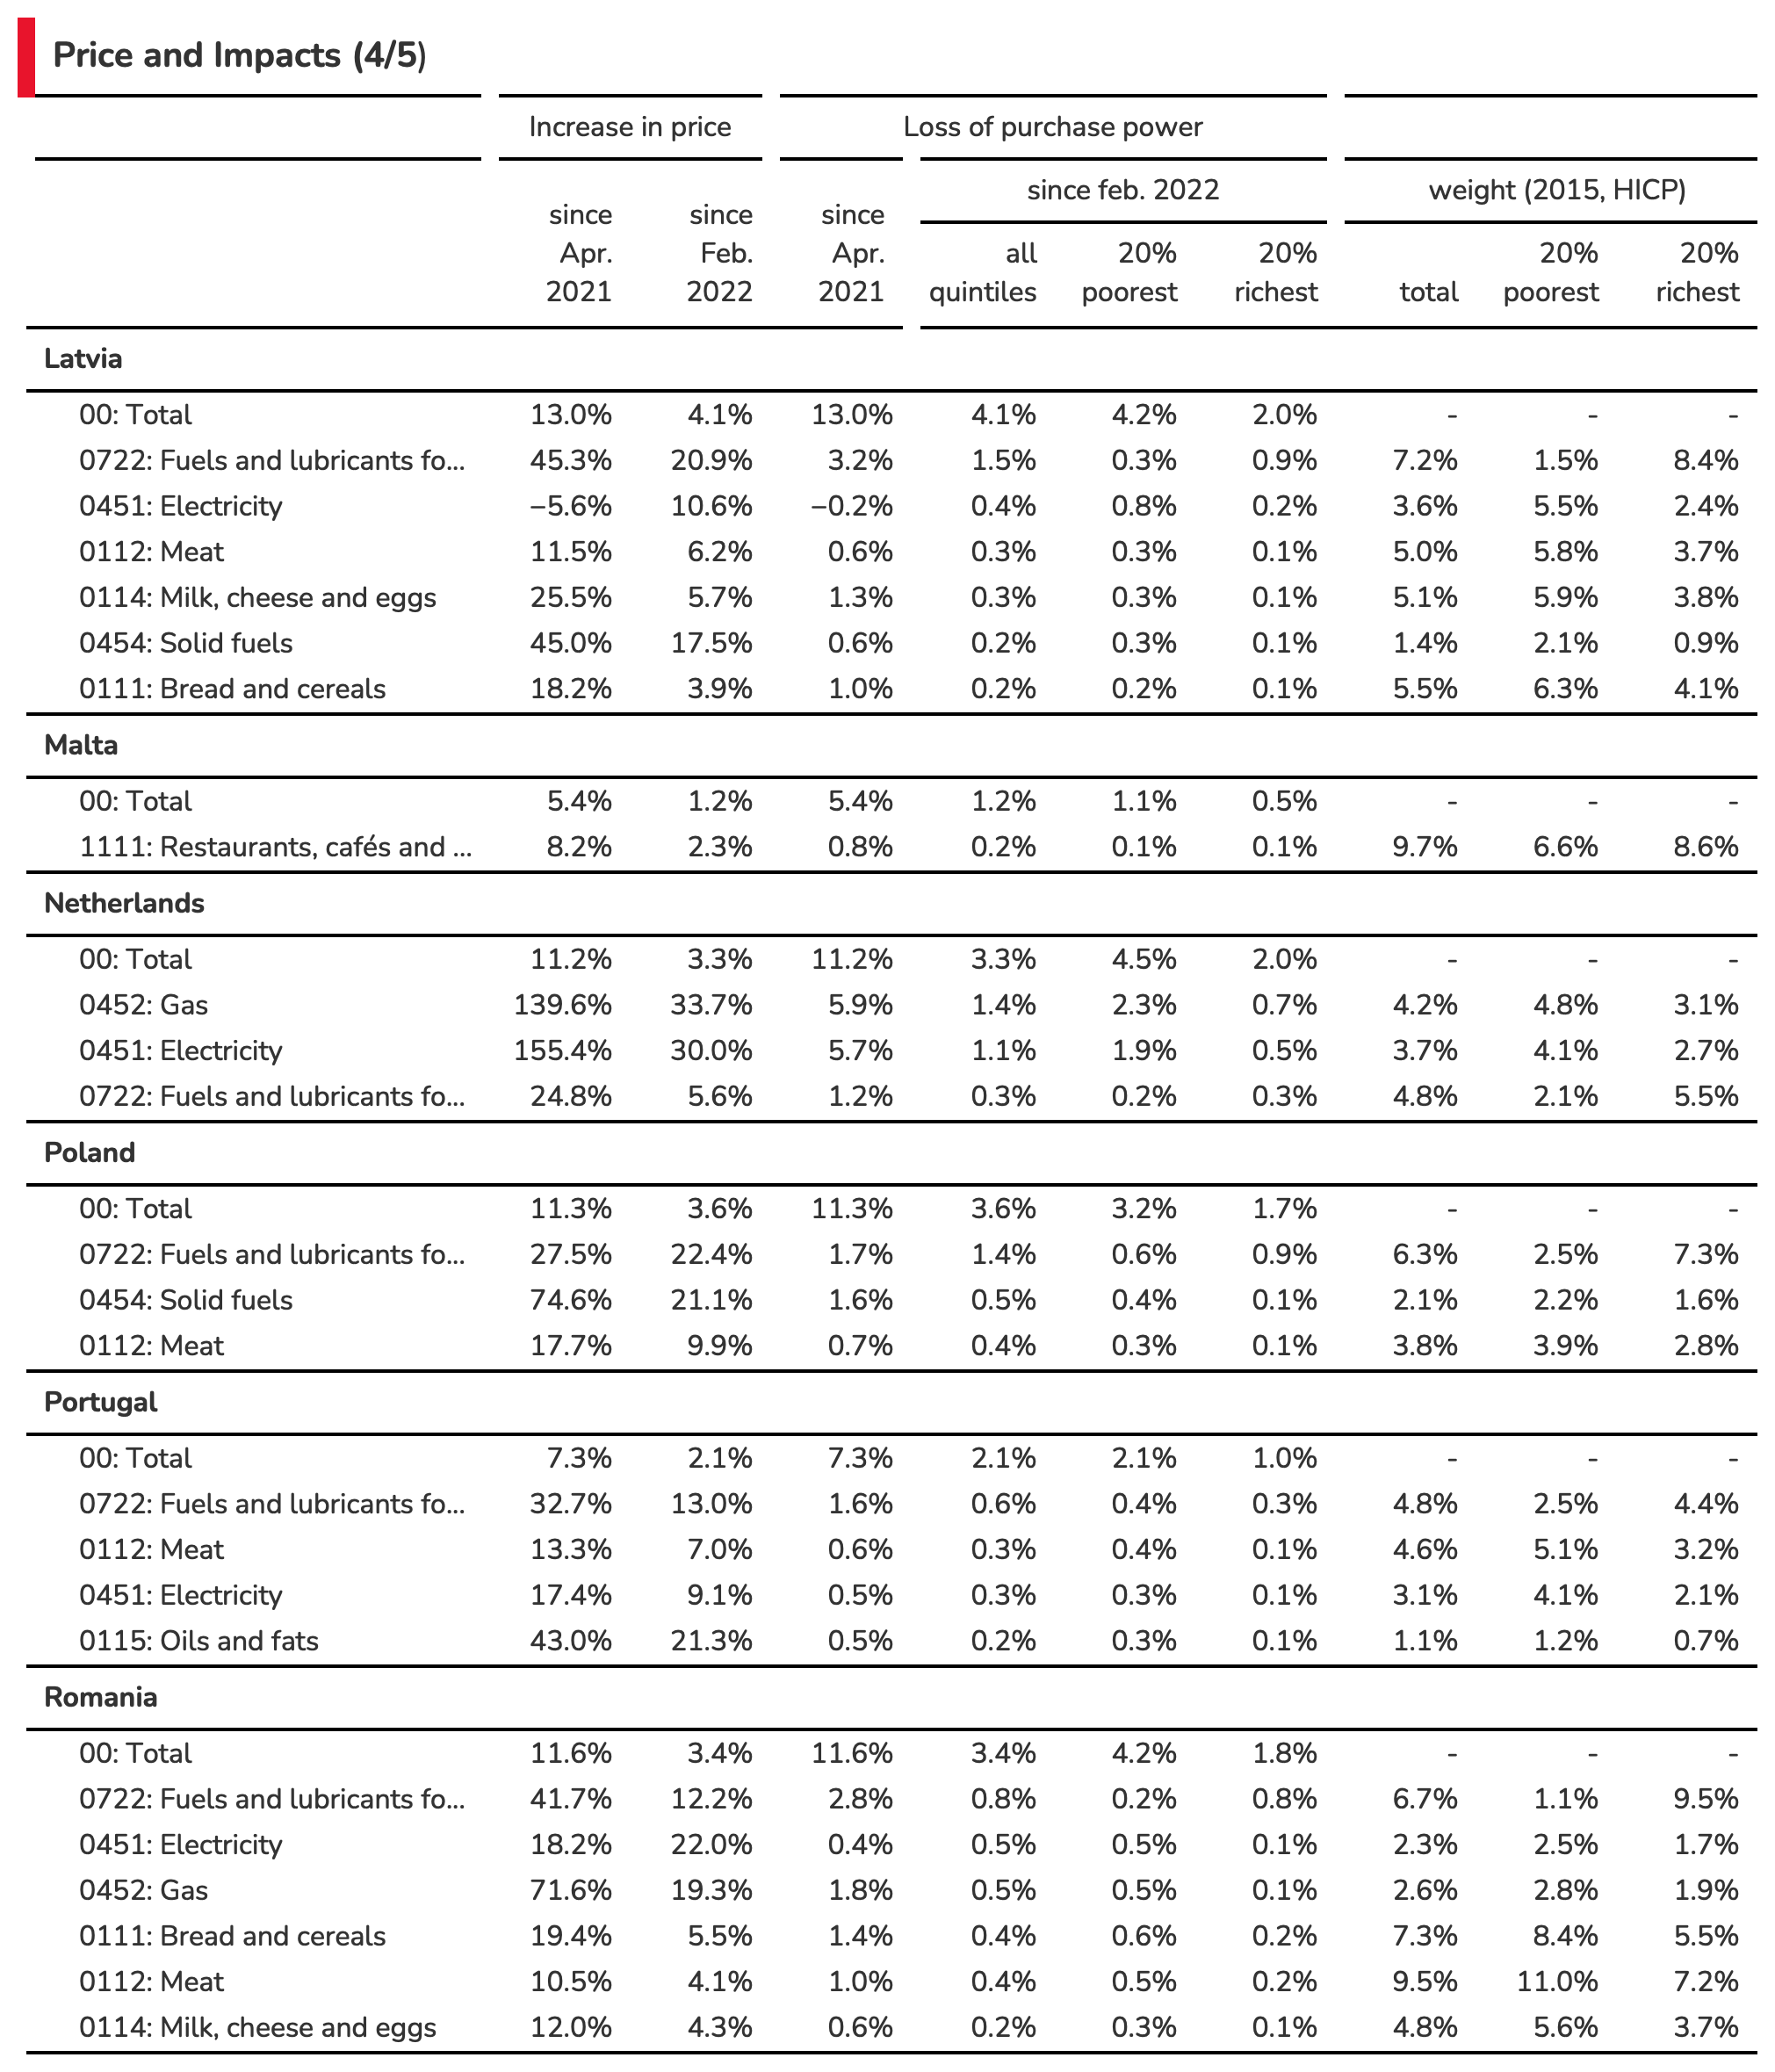 Price and Impacts (4/5)
Increase in price Loss of purchase power
since feb. 2022 weight (2015, HICP)
since since since
Apr. Feb. Apr. all 20% 20% 20% 20%
2021 2022 2021 quintiles poorest richest total poorest richest
Latvia
00: Total 13.0% 4.1% 13.0% 4.1% 4.2% 2.0% - - -
0722: Fuels and lubricants fo... 45.3% 20.9% 3.2% 1.5% 0.3% 0.9% 7.2% 1.5% 8.4%
0451: Electricity −5.6% 10.6% −0.2% 0.4% 0.8% 0.2% 3.6% 5.5% 2.4%
0112: Meat 11.5% 6.2% 0.6% 0.3% 0.3% 0.1% 5.0% 5.8% 3.7%
0114: Milk, cheese and eggs 25.5% 5.7% 1.3% 0.3% 0.3% 0.1% 5.1% 5.9% 3.8%
0454: Solid fuels 45.0% 17.5% 0.6% 0.2% 0.3% 0.1% 1.4% 2.1% 0.9%
0111: Bread and cereals 18.2% 3.9% 1.0% 0.2% 0.2% 0.1% 5.5% 6.3% 4.1%
Malta
00: Total 5.4% 1.2% 5.4% 1.2% 1.1% 0.5% - - -
1111: Restaurants, cafés and ... 8.2% 2.3% 0.8% 0.2% 0.1% 0.1% 9.7% 6.6% 8.6%
Netherlands
00: Total 11.2% 3.3% 11.2% 3.3% 4.5% 2.0% - - -
0452: Gas 139.6% 33.7% 5.9% 1.4% 2.3% 0.7% 4.2% 4.8% 3.1%
0451: Electricity 155.4% 30.0% 5.7% 1.1% 1.9% 0.5% 3.7% 4.1% 2.7%
0722: Fuels and lubricants fo... 24.8% 5.6% 1.2% 0.3% 0.2% 0.3% 4.8% 2.1% 5.5%
Poland
00: Total 11.3% 3.6% 11.3% 3.6% 3.2% 1.7% - - -
0722: Fuels and lubricants fo... 27.5% 22.4% 1.7% 1.4% 0.6% 0.9% 6.3% 2.5% 7.3%
0454: Solid fuels 74.6% 21.1% 1.6% 0.5% 0.4% 0.1% 2.1% 2.2% 1.6%
0112: Meat 17.7% 9.9% 0.7% 0.4% 0.3% 0.1% 3.8% 3.9% 2.8%
Portugal
00: Total 7.3% 2.1% 7.3% 2.1% 2.1% 1.0% - - -
0722: Fuels and lubricants fo... 32.7% 13.0% 1.6% 0.6% 0.4% 0.3% 4.8% 2.5% 4.4%
0112: Meat 13.3% 7.0% 0.6% 0.3% 0.4% 0.1% 4.6% 5.1% 3.2%
0451: Electricity 17.4% 9.1% 0.5% 0.3% 0.3% 0.1% 3.1% 4.1% 2.1%
0115: Oils and fats 43.0% 21.3% 0.5% 0.2% 0.3% 0.1% 1.1% 1.2% 0.7%
Romania
00: Total 11.6% 3.4% 11.6% 3.4% 4.2% 1.8% - - -
0722: Fuels and lubricants fo... 41.7% 12.2% 2.8% 0.8% 0.2% 0.8% 6.7% 1.1% 9.5%
0451: Electricity 18.2% 22.0% 0.4% 0.5% 0.5% 0.1% 2.3% 2.5% 1.7%
0452: Gas 71.6% 19.3% 1.8% 0.5% 0.5% 0.1% 2.6% 2.8% 1.9%
0111: Bread and cereals 19.4% 5.5% 1.4% 0.4% 0.6% 0.2% 7.3% 8.4% 5.5%
0112: Meat 10.5% 4.1% 1.0% 0.4% 0.5% 0.2% 9.5% 11.0% 7.2%
0114: Milk, cheese and eggs 12.0% 4.3% 0.6% 0.2% 0.3% 0.1% 4.8% 5.6% 3.7%